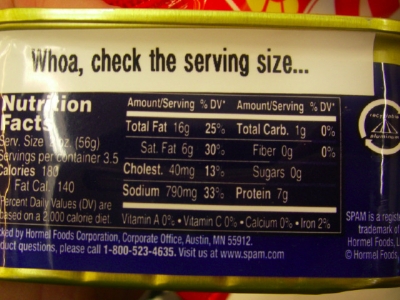 Whoa, check the serving size...
Nutrition
Facts
Serv. Size 2 oz. (56g)
Servings per container 3.5
Calories 180
Fat Cal. 140
Percent Daily Values (DV) are
based on a 2,000 calorie diet.
Amount/Serving % DV* Amount/Serving % DV*
Total Fat 16g 25% Total Carb. 1g 0%
Sat. Fat 6g 30% Fiber 0g 0%
Cholest. 40mg 13% Sugars 0g
Sodium 790mg 33% Protein 7g
Vitamin A 0% • Vitamin C 0% • Calcium 0% • Iron 2%
Hormel Foods Corporation, Corporate Office, Austin, MN 55912.
questions, please call 1-800-523-4635. Visit us at www.spam.com
recyclable
SPAM is a
trademark of
Hormel
© Hormel Foods,